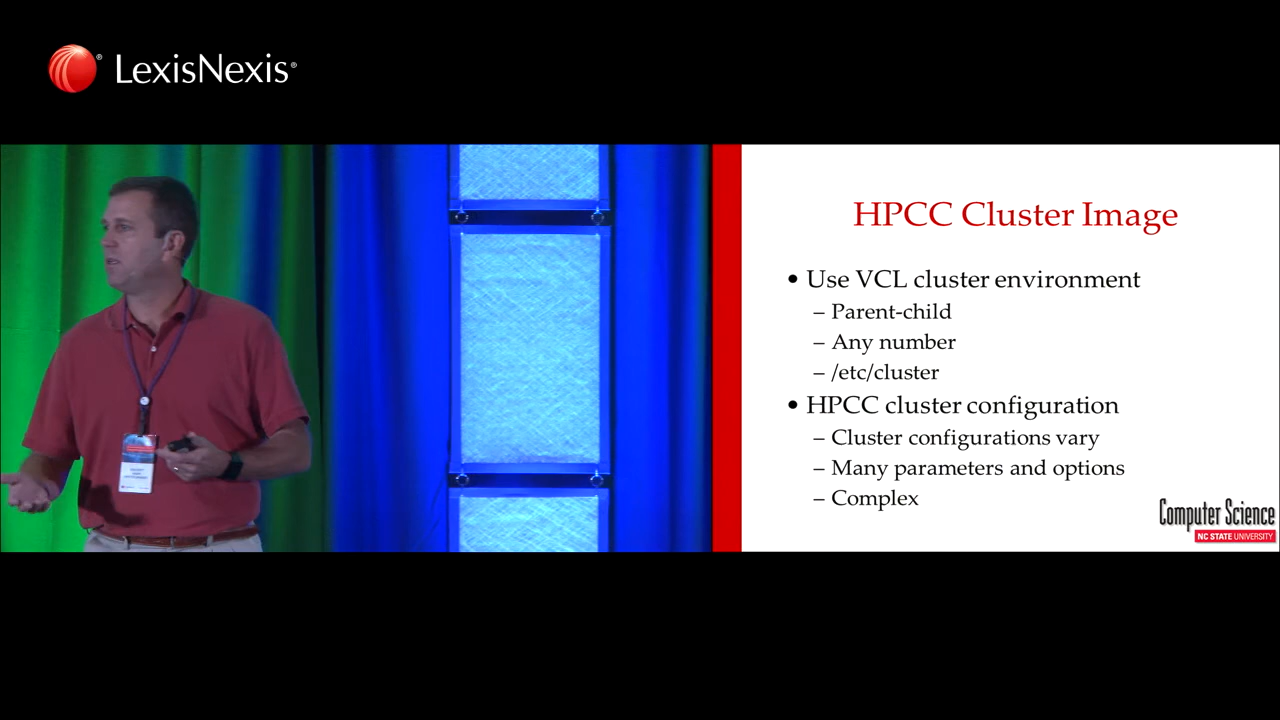 LexisNexis®
HPCC Cluster Image
• Use VCL cluster environment
– Parent-child
– Any number
– /etc/cluster
• HPCC cluster configuration
– Cluster configurations vary
– Many parameters and options
– Complex
Computer Science
NC STATE UNIVERSITY